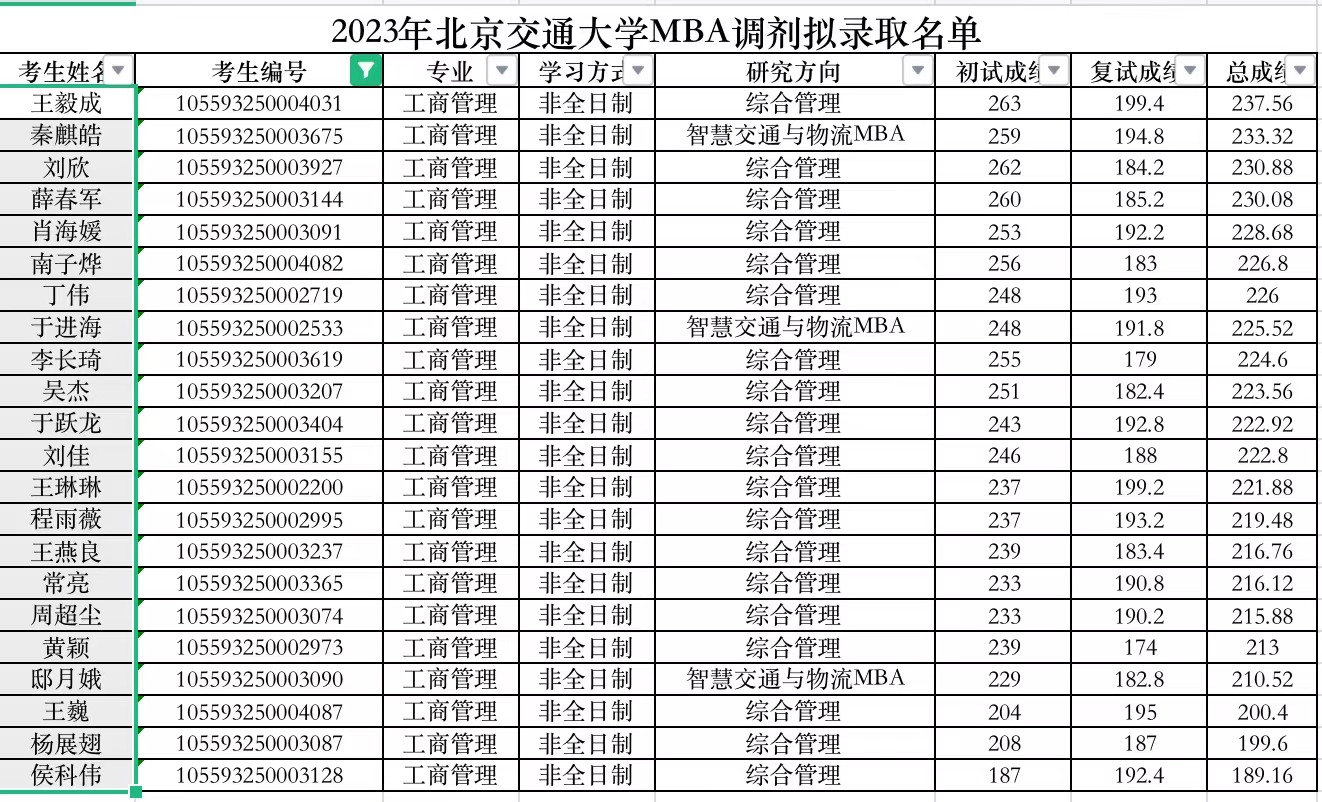 2023年北京交通大学MBA调剂拟录取名单
考生姓名 考生编号 专业 学习方式 研究方向 初试成绩 复试成绩 总成绩
王毅成 105593250004031 工商管理 非全日制 综合管理 263 199.4 237.56
秦麒皓 105593250003675 工商管理 非全日制 智慧交通与物流MBA 259 194.8 233.32
刘欣 105593250003927 工商管理 非全日制 综合管理 262 184.2 230.88
薛春军 105593250003144 工商管理 非全日制 综合管理 260 185.2 230.08
肖海媛 105593250003091 工商管理 非全日制 综合管理 253 192.2 228.68
南子烨 105593250004082 工商管理 非全日制 综合管理 256 183 226.8
丁伟 105593250002719 工商管理 非全日制 综合管理 248 193 226
于进海 105593250002533 工商管理 非全日制 智慧交通与物流MBA 248 191.8 225.52
李长琦 105593250003619 工商管理 非全日制 综合管理 255 179 224.6
吴杰 105593250003207 工商管理 非全日制 综合管理 251 182.4 223.56
于跃龙 105593250003404 工商管理 非全日制 综合管理 243 192.8 222.92
刘佳 105593250003155 工商管理 非全日制 综合管理 246 188 222.8
王琳琳 105593250002200 工商管理 非全日制 综合管理 237 199.2 221.88
程雨薇 105593250002995 工商管理 非全日制 综合管理 237 193.2 219.48
王燕良 105593250003237 工商管理 非全日制 综合管理 239 183.4 216.76
常亮 105593250003365 工商管理 非全日制 综合管理 233 190.8 216.12
周超尘 105593250003074 工商管理 非全日制 综合管理 233 190.2 215.88
黄颖 105593250002973 工商管理 非全日制 综合管理 239 174 213
邸月娥 105593250003090 工商管理 非全日制 智慧交通与物流MBA 229 182.8 210.52
王巍 105593250004087 工商管理 非全日制 综合管理 204 195 200.4
杨展翅 105593250003087 工商管理 非全日制 综合管理 208 187 199.6
侯科伟 105593250003128 工商管理 非全日制 综合管理 187 192.4 189.16